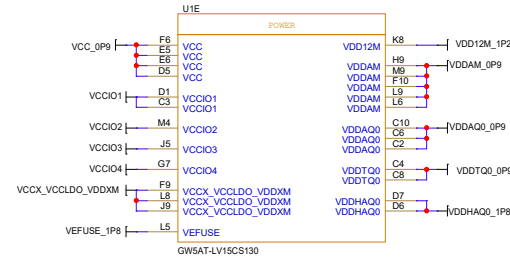 U1E
POWER
VCC_0P9 F6 VCC
E5 VCC
E6 VCC
D5 VCC
VCCIO1 D1 VCCIO1
C3 VCCIO1
VCCIO2 M4 VCCIO2
VCCIO3 J5 VCCIO3
VCCIO4 G7 VCCIO4
VCCX_VCCLDO_VDDXM F9 VCCX_VCCLDO_VDDXM
L8 VCCX_VCCLDO_VDDXM
J9 VCCX_VCCLDO_VDDXM
VEFUSE_1P8 L5 VEFUSE
VDD12M K8 VDD12M_1P2
VDDAM H9 VDDAM_0P9
VDDAM M9
VDDAM F10
VDDAM L9
VDDAM L6
VDDAQ0 C10 VDDAQ0_0P9
VDDAQ0 C6
VDDAQ0 C2
VDDTQ0 C4 VDDTQ0_0P9
VDDTQ0 C8
VDDHAQ0 D7 VDDHAQ0_1P8
VDDHAQ0 D6
GW5AT-LV15CS130